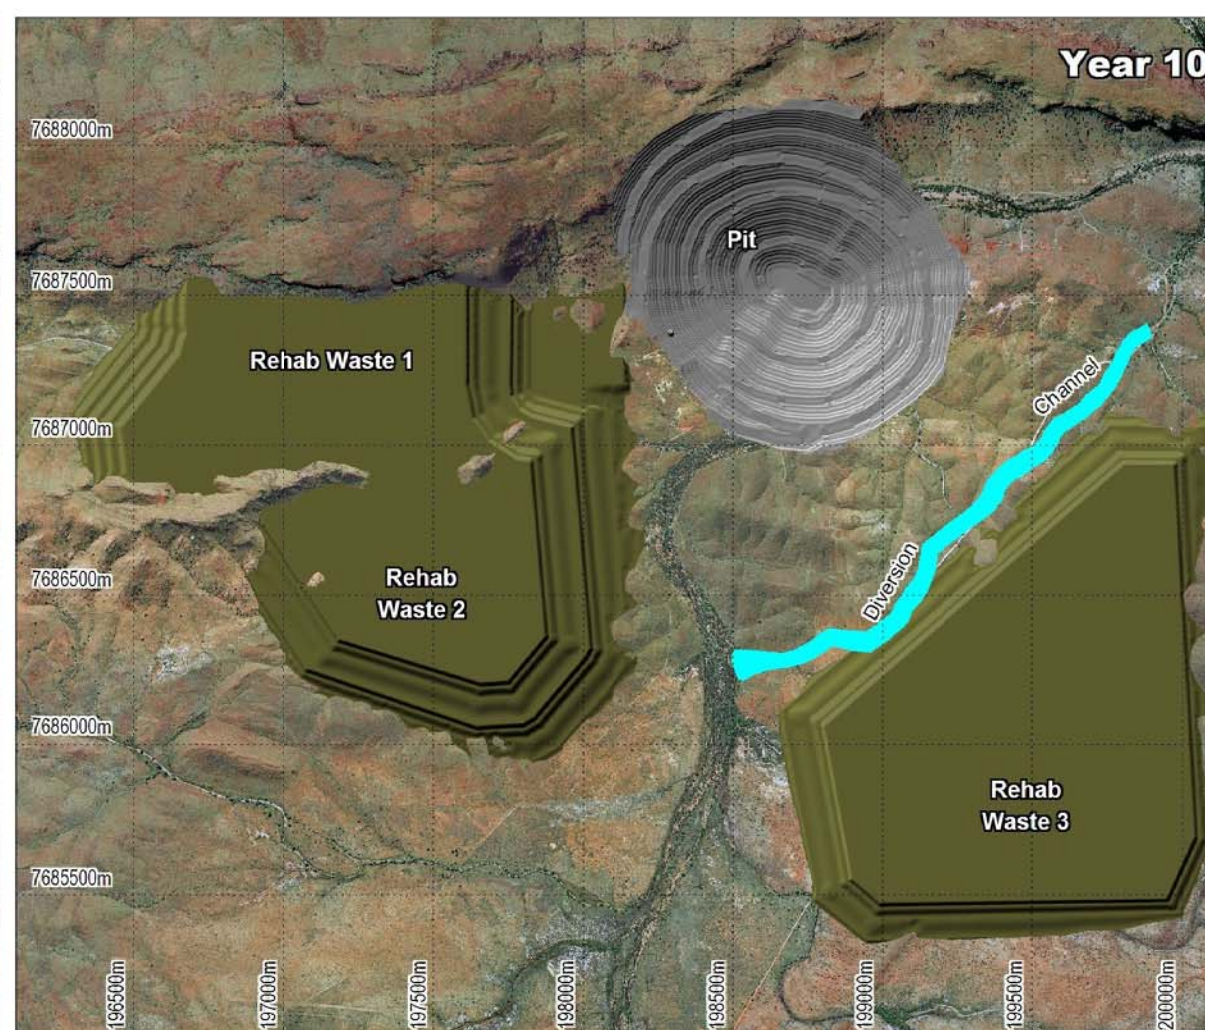 Year 10
7688000m
Pit
7687500m
Rehab Waste 1
Channel
7687000m
7686500m
Diversion
Rehab
Waste 2
7686000m
Rehab
Waste 3
7685500m
196500m
197000m
197500m
198000m
198500m
199000m
199500m
200000m